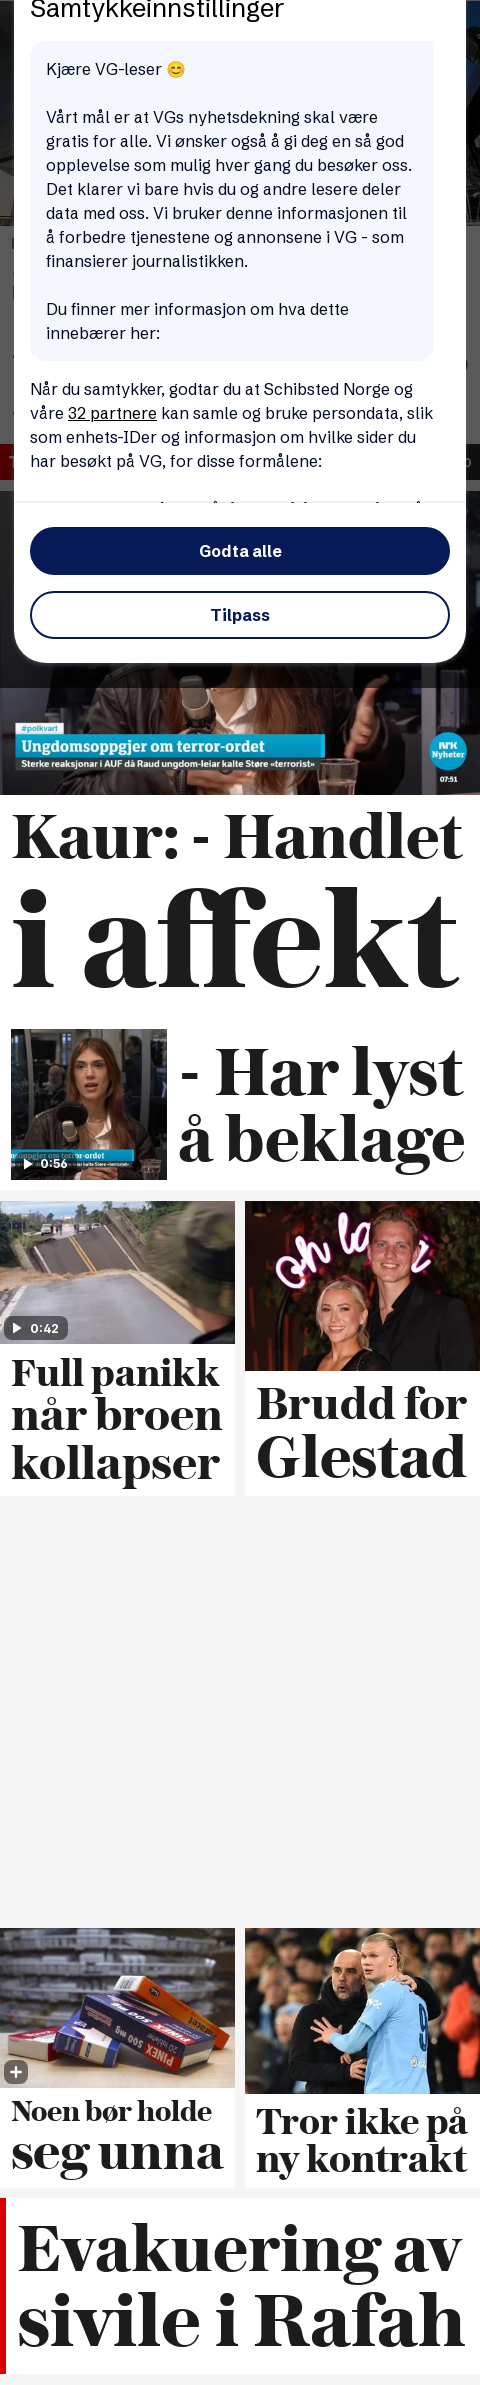 Samtykkeinnstillinger
Kjære VG-leser 😊
Vårt mål er at VGs nyhetsdekning skal være
gratis for alle. Vi ønsker også å gi deg en så god
opplevelse som mulig hver gang du besøker oss.
Det klarer vi bare hvis du og andre lesere deler
data med oss. Vi bruker denne informasjonen til
å forbedre tjenestene og annonsene i VG - som
finansierer journalistikken.
Du finner mer informasjon om hva dette
innebærer her:
Når du samtykker, godtar du at Schibsted Norge og
våre 32 partnere kan samle og bruke persondata, slik
som enhets-IDer og informasjon om hvilke sider du
har besøkt på VG, for disse formålene:
Godta alle
Tilpass
#polkvart
Ungdomsoppgjer om terror-ordet
Sterke reaksjonar i AUF då Raud ungdom-leiar kalte Støre «terrorist»
NRK
Nyheter
07:51
Kaur: - Handlet
i affekt
- Har lyst
å beklage
0:56
0:42
oh la
Full panikk
når broen
kollapser
Brudd for
Glestad
PINEX 500 mg
9
Noen bør holde
seg unna
Tror ikke på
ny kontrakt
Evakuering av
sivile i Rafah